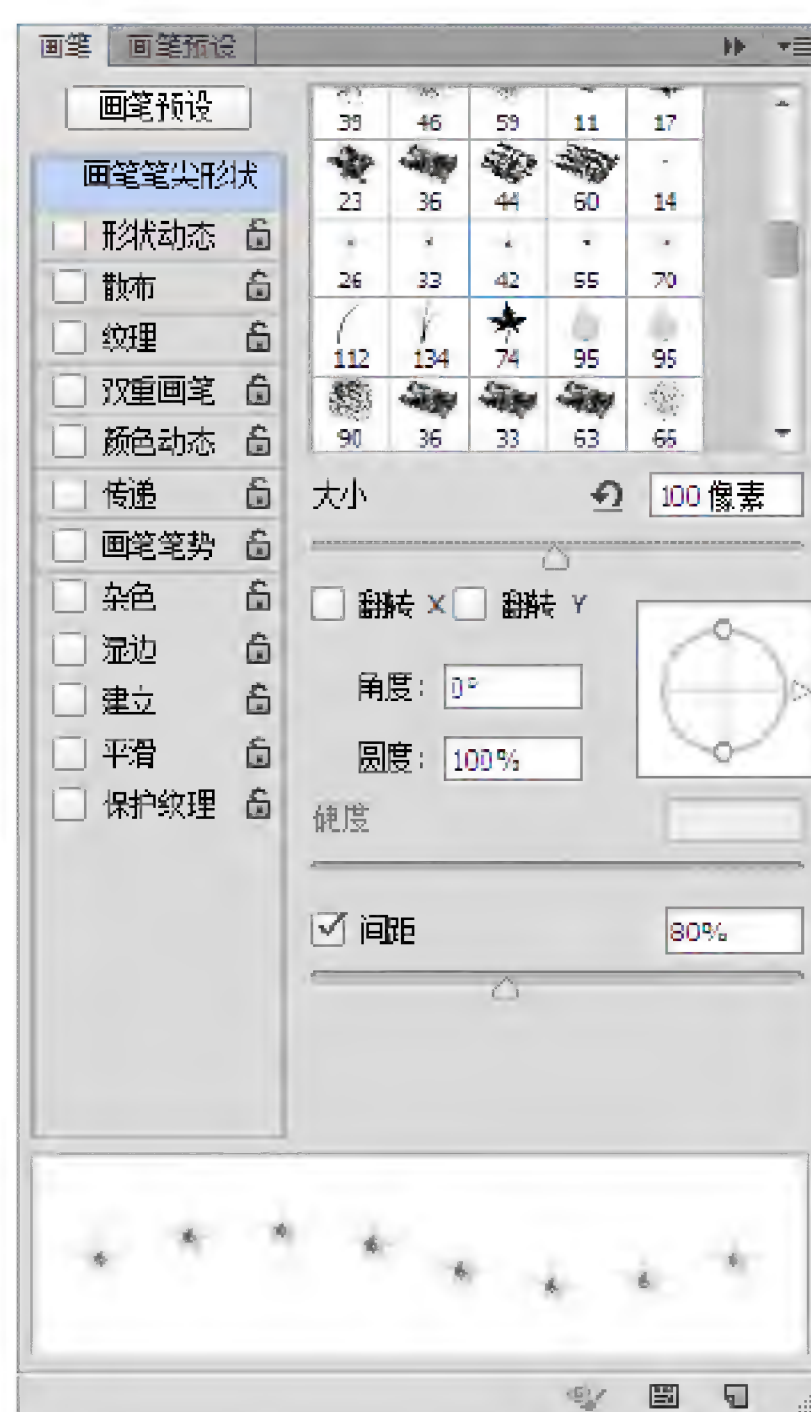 画笔 画笔预设
画笔预设
画笔笔尖形状
形状动态
散布
纹理
双重画笔
颜色动态
传递
画笔笔势
杂色
湿边
建立
平滑
保护纹理
39 46 59 11 17
23 36 44 60 14
26 33 42 55 70
112 134 74 95 95
90 36 33 63 66
大小 100 像素
翻转 X 翻转 Y
角度: 0°
圆度: 100%
硬度
间距 80%